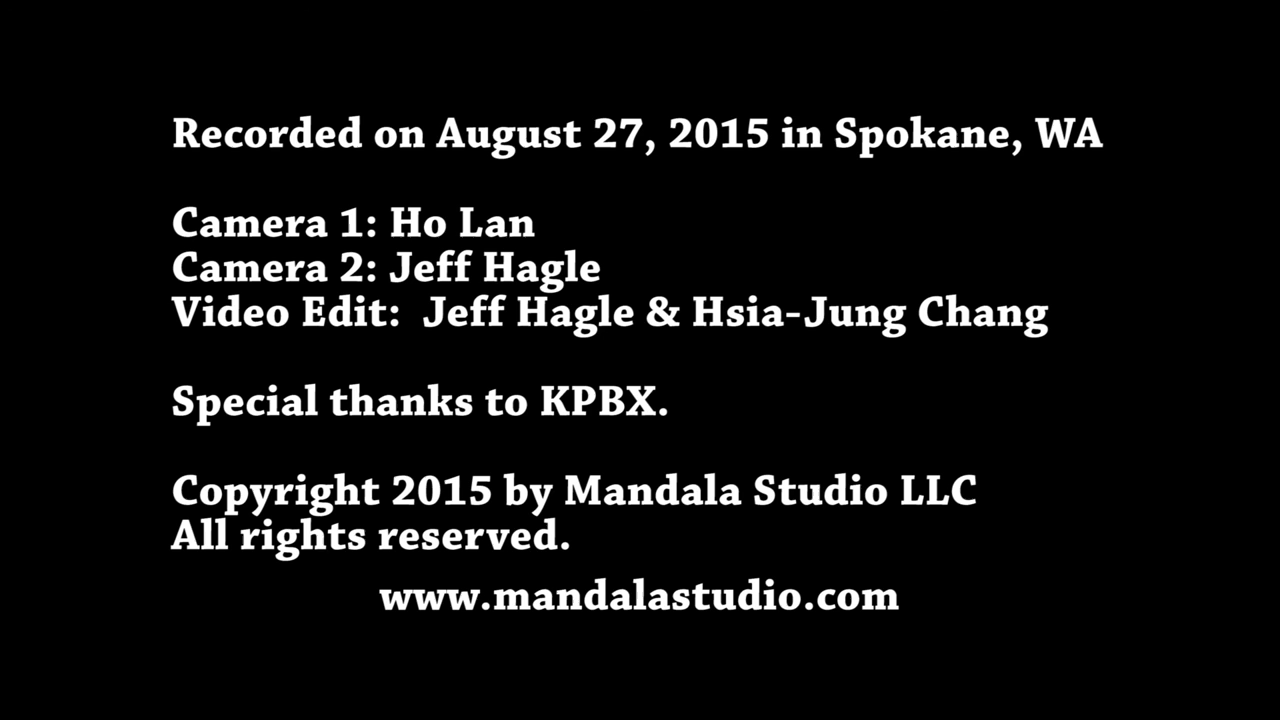 Recorded on August 27, 2015 in Spokane, WA
Camera 1: Ho Lan
Camera 2: Jeff Hagle
Video Edit:  Jeff Hagle & Hsia-Jung Chang
Special thanks to KPBX.
Copyright 2015 by Mandala Studio LLC
All rights reserved.
www.mandalastudio.com